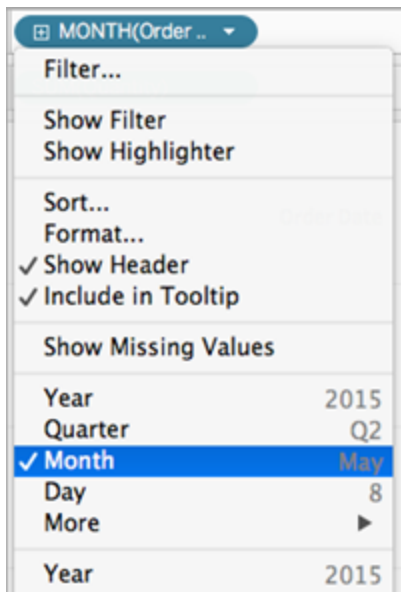 MONTH(Order ..
Filter...
Show Filter
Show Highlighter
Sort...
Format...
✓ Show Header
✓ Include in Tooltip
Show Missing Values
Year 2015
Quarter Q2
✓ Month May
Day 8
More ▶
Year 2015